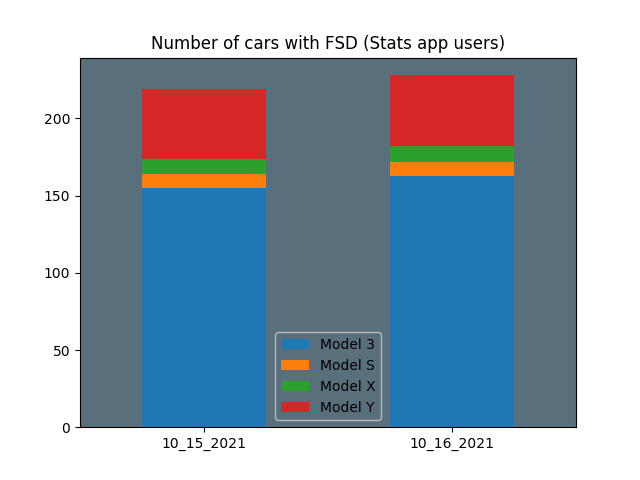 Number of cars with FSD (Stats app users)
200
150
100
50
0
Model 3
Model S
Model X
Model Y
10_15_2021
10_16_2021